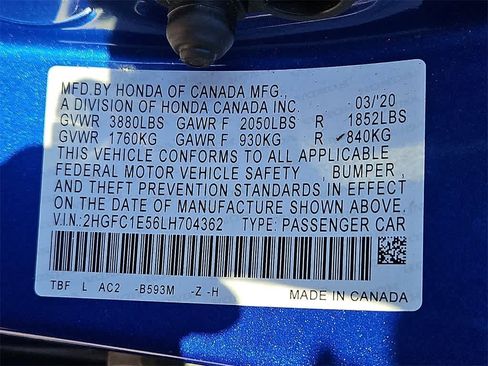 MFD.BY HONDA OF CANADA MFG.,
A DIVISION OF HONDA CANADA INC. 03/'20
GVWR 3880LBS GAWR F 2050LBS R 1852LBS
GVWR 1760KG GAWR F 930KG R 840KG
THIS VEHICLE CONFORMS TO ALL APPLICABLE
FEDERAL MOTOR VEHICLE SAFETY , BUMPER ,
AND THEFT PREVENTION STANDARDS IN EFFECT
ON THE DATE OF MANUFACTURE SHOWN ABOVE.
V.I.N.:2HGFC1E56LH704362 TYPE: PASSENGER CAR
TBF L AC2 -B593M -Z -H
MADE IN CANADA